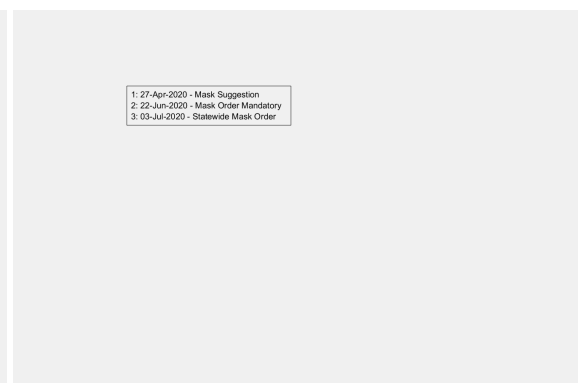 1: 27-Apr-2020 - Mask Suggestion
2: 22-Jun-2020 - Mask Order Mandatory
3: 03-Jul-2020 - Statewide Mask Order